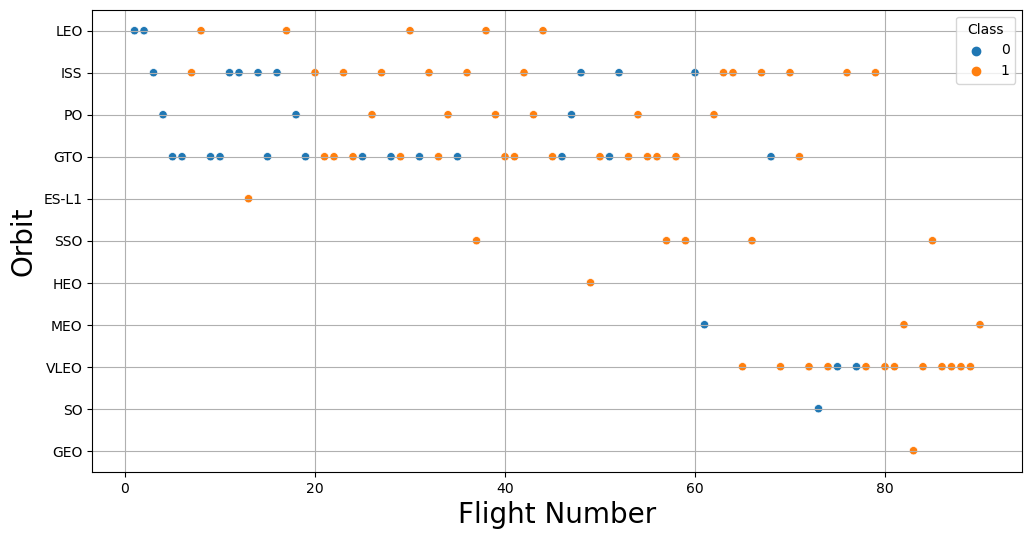 LEO
ISS
PO
GTO
ES-L1
SSO
HEO
MEO
VLEO
SO
GEO
Orbit
0
20
40
60
80
Flight Number
Class
0
1